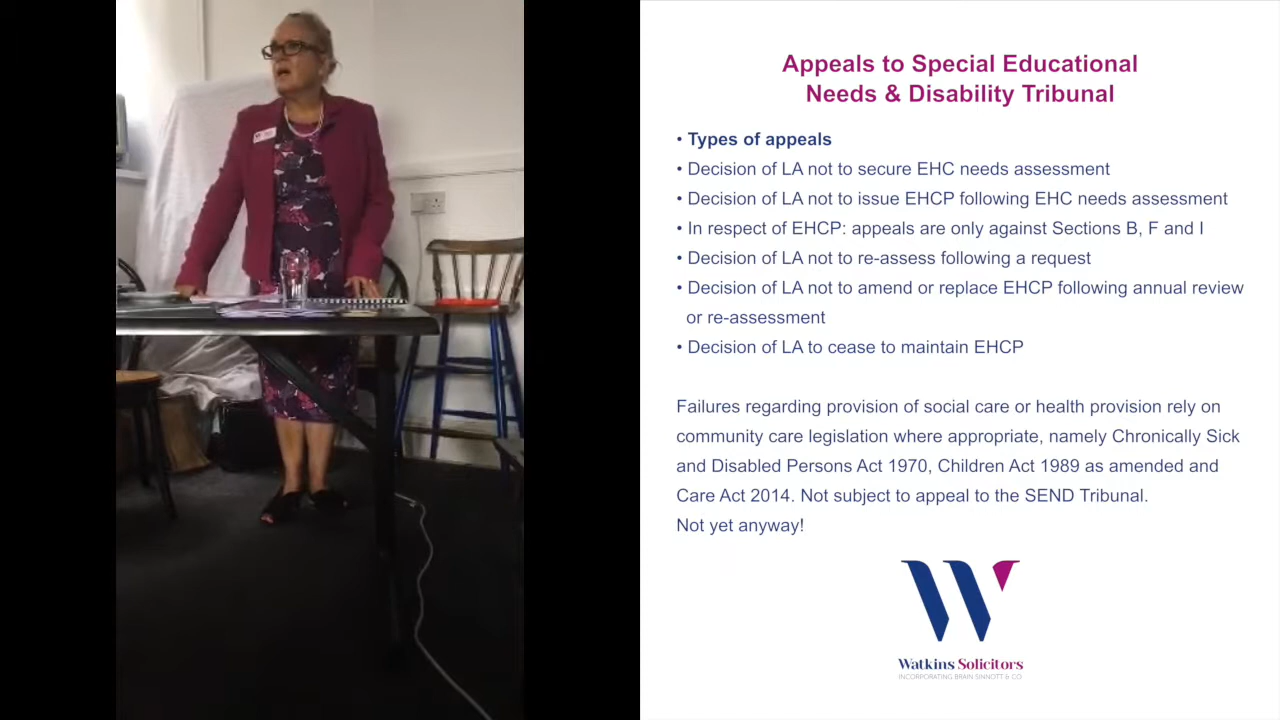 Appeals to Special Educational
Needs & Disability Tribunal
• Types of appeals
• Decision of LA not to secure EHC needs assessment
• Decision of LA not to issue EHCP following EHC needs assessment
• In respect of EHCP: appeals are only against Sections B, F and I
• Decision of LA not to re-assess following a request
• Decision of LA not to amend or replace EHCP following annual review
or re-assessment
• Decision of LA to cease to maintain EHCP
Failures regarding provision of social care or health provision rely on
community care legislation where appropriate, namely Chronically Sick
and Disabled Persons Act 1970, Children Act 1989 as amended and
Care Act 2014. Not subject to appeal to the SEND Tribunal.
Not yet anyway!
W
Watkins Solicitors
INCORPORATING BRAIN SINNOTT & CO